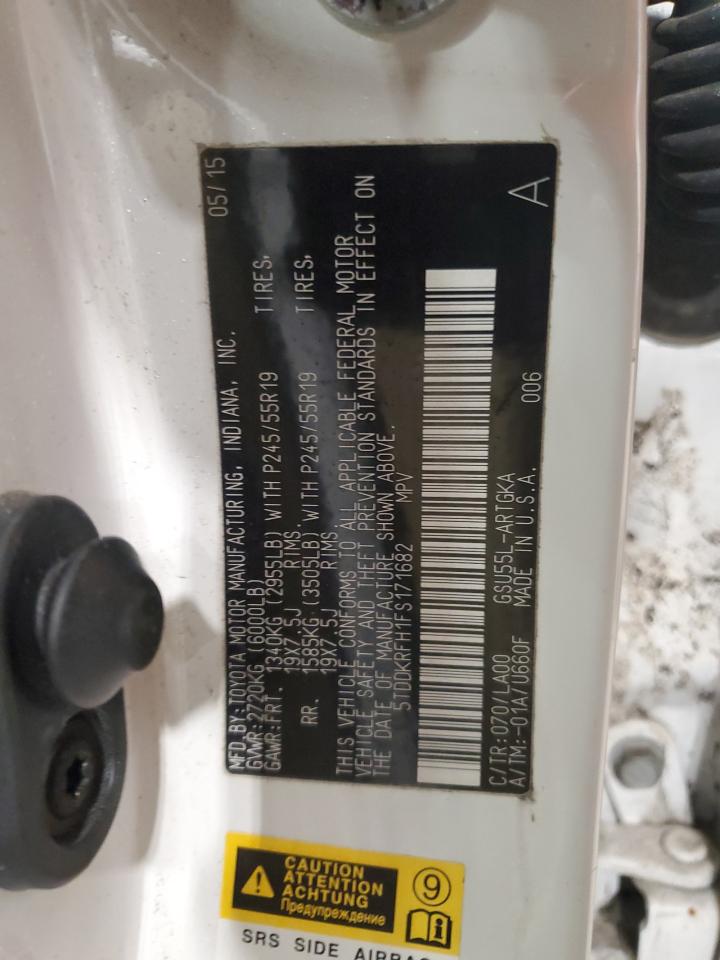 MFD.BY:TOYOTA MOTOR MANUFACTURING, INDIANA, INC. 05/15
GVWR:2720KG(6000LB)
GAWR:FRT. 1340KG (2955LB) WITH P245/55R19 TIRES,
19X7.5J RIMS
RR. 1585KG (3505LB) WITH P245/55R19 TIRES,
19X7.5J RIMS
THIS VEHICLE CONFORMS TO ALL APPLICABLE FEDERAL MOTOR
VEHICLE SAFETY AND THEFT PREVENTION STANDARDS IN EFFECT ON
THE DATE OF MANUFACTURE SHOWN ABOVE.
5TDDKRFH1FS171682 MPV
C/TR:070/LA00 GSU55L-ARTGKA 006 A
A/TM:-01A/U660F MADE IN U.S.A.
CAUTION
ATTENTION
ACHTUNG
Предупреждение
9
SRS SIDE AIRBAG